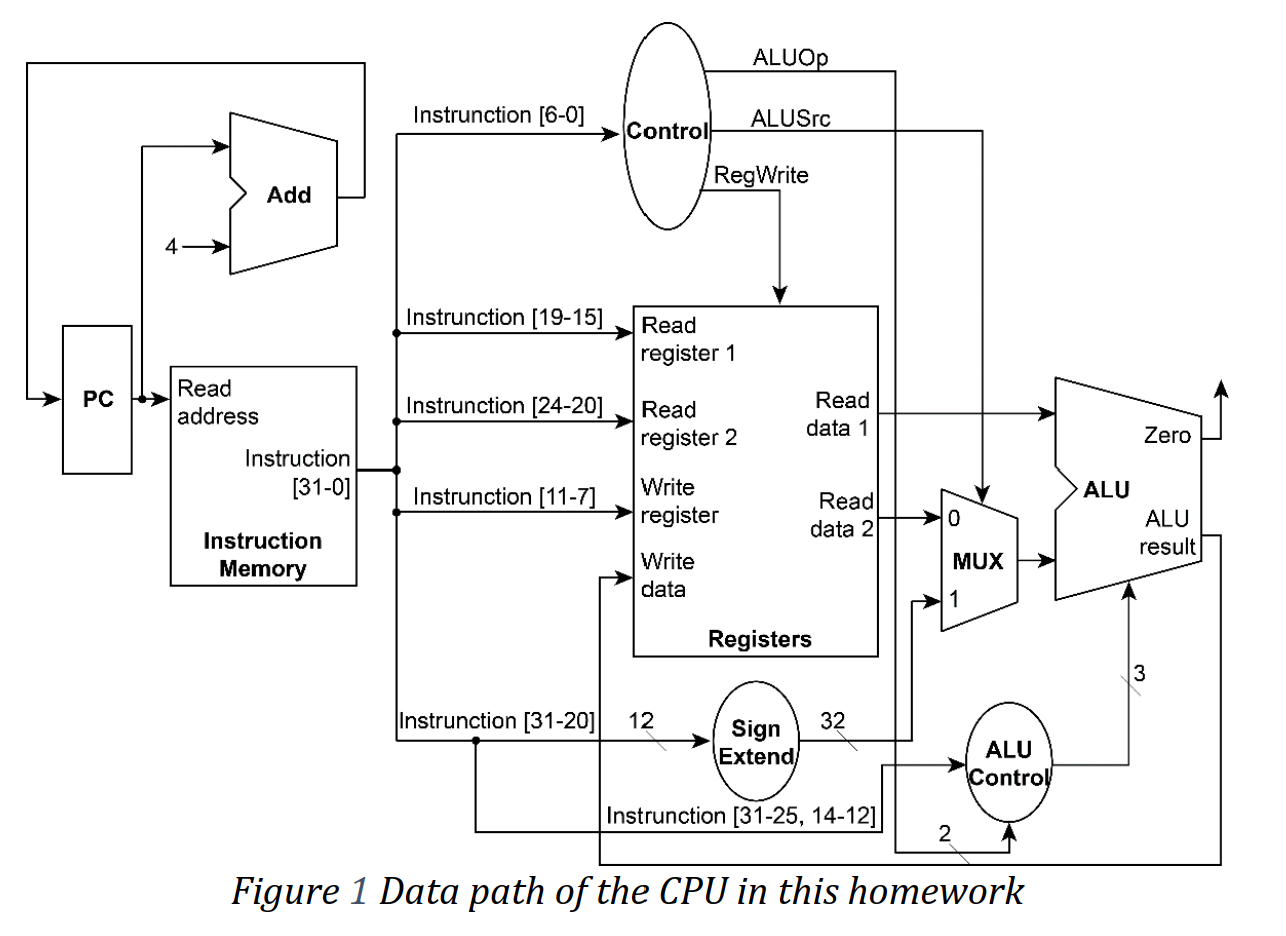 ALUOp
Instrunction [6-0]
Control
ALUSrc
RegWrite
Add
4
Instrunction [19-15]
Read
register 1
PC
Read
address
Instrunction [24-20]
Read
register 2
Read
data 1
Zero
Instruction
[31-0]
Instrunction [11-7]
Write
register
Read
data 2
0
ALU
ALU
result
Instruction
Memory
Write
data
MUX
1
Registers
3
Instrunction [31-20]
12
Sign
Extend
32
ALU
Control
Instrunction [31-25, 14-12]
2
Figure 1 Data path of the CPU in this homework